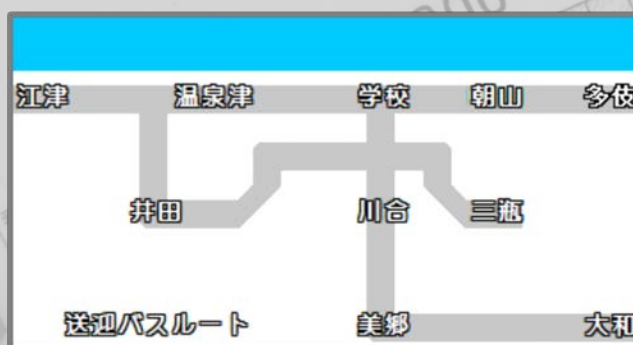 江津 温泉津 学校 朝山 多伎
井田 川合 三瓶
送迎バスルート 美郷 大和